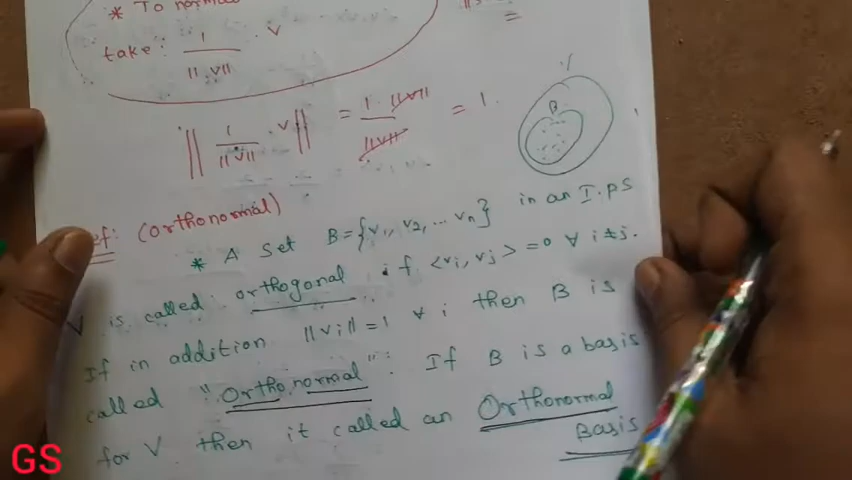 * To normal
take: 1 / ||v|| . v
|| 1 / ||v|| . v || = 1 . ||v|| / ||v|| = 1.
V
B
Def: (orthonormal)
* A set B={v1, v2, ... vn} in an I.PS
V is called orthogonal if <vi, vj> =0 ∀ i≠j.
If in addition ||vi||=1 ∀ i then B is
called "Orthonormal". If B is a basis
for V then it called an Orthonormal
Basis
GS